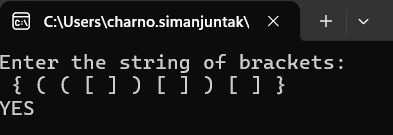 C:\Users\charno.simanjuntak\
Enter the string of brackets:
 { ( ( [ ] ) [ ] ) [ ] }
YES